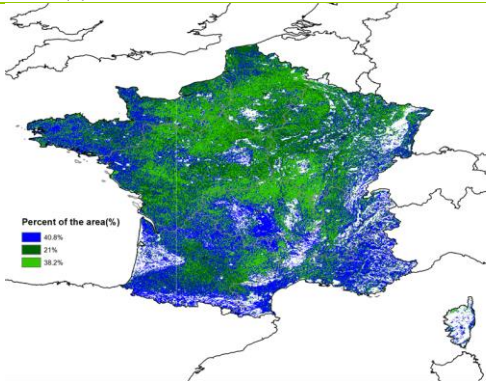 Percent of the area(%)
40.8%
21%
38.2%